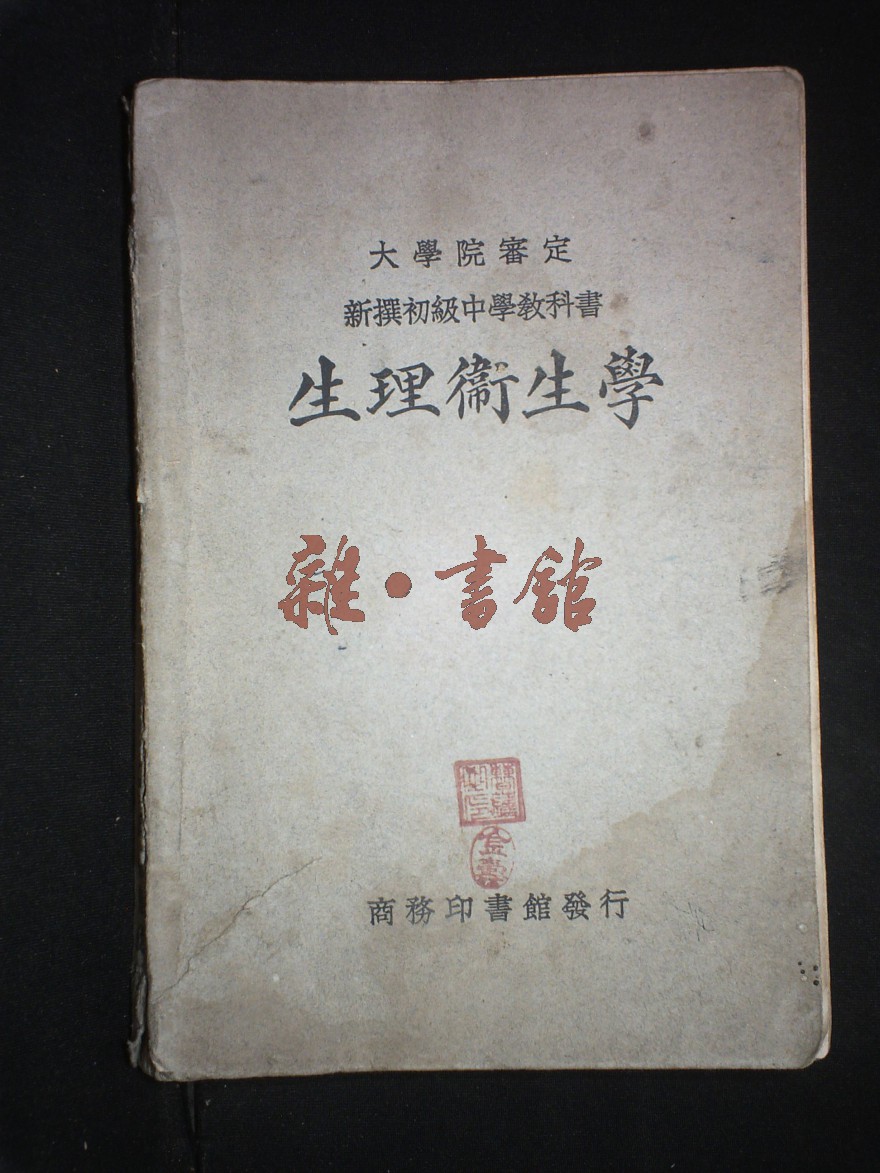 大學院審定
新撰初級中學教科書
生理衞生學
雜·書館
商務印書館發行